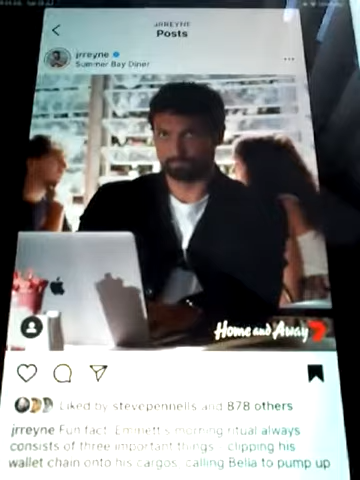 JRREYNE
Posts
jrreyne
Summer Bay Diner
Home and Away 7
Liked by stevepennells and 878 others
jrreyne Fun fact: Emmett's morning ritual always
consists of three important things - clipping his
wallet chain onto his cargos, calling Bella to pump up